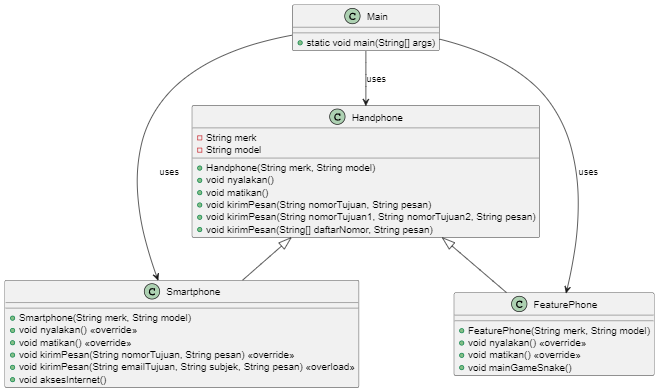 C Main
static void main(String[] args)
uses
C Handphone
String merk
String model
Handphone(String merk, String model)
void nyalakan()
void matikan()
void kirimPesan(String nomorTujuan, String pesan)
void kirimPesan(String nomorTujuan1, String nomorTujuan2, String pesan)
void kirimPesan(String[] daftarNomor, String pesan)
uses
uses
C Smartphone
Smartphone(String merk, String model)
void nyalakan() «override»
void matikan() «override»
void kirimPesan(String nomorTujuan, String pesan) «override»
void kirimPesan(String emailTujuan, String subjek, String pesan) «overload»
void aksesInternet()
C FeaturePhone
FeaturePhone(String merk, String model)
void nyalakan() «override»
void matikan() «override»
void mainGameSnake()